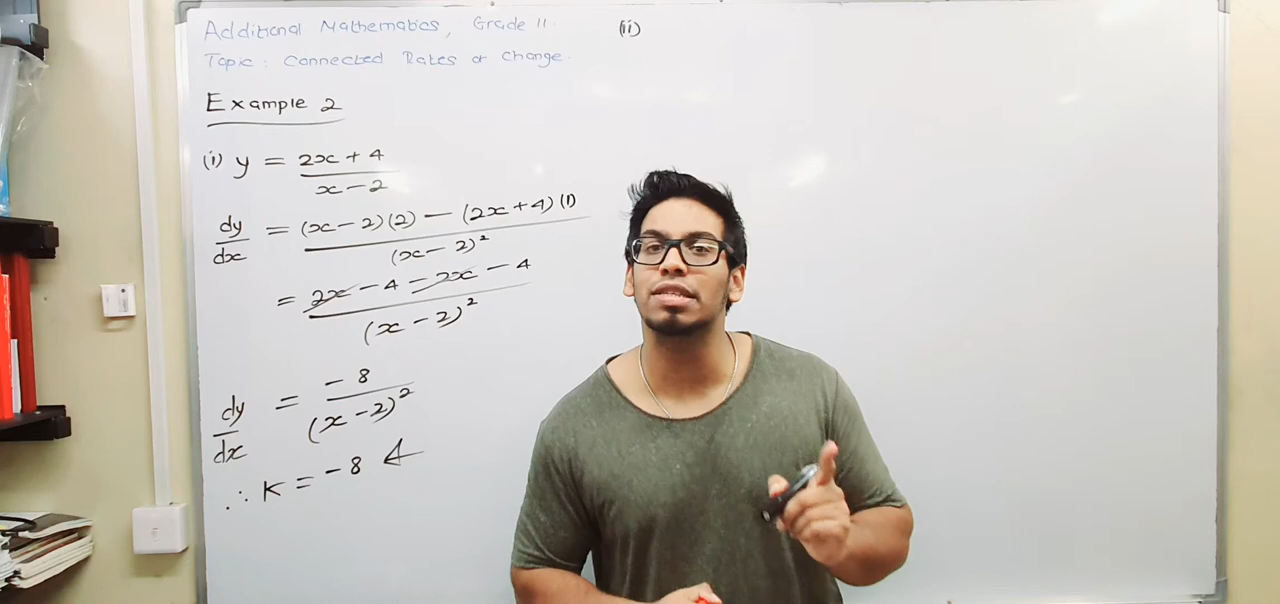 Additional Mathematics, Grade 11.
Topic: Connected Rates of Change.
Example 2
(i) y = 2x + 4
x - 2
dy = (x - 2)(2) - (2x + 4)(1)
dx (x - 2)²
= 2x - 4 - 2x - 4
(x - 2)²
dy = -8
dx (x - 2)²
∴ K = -8
(ii)